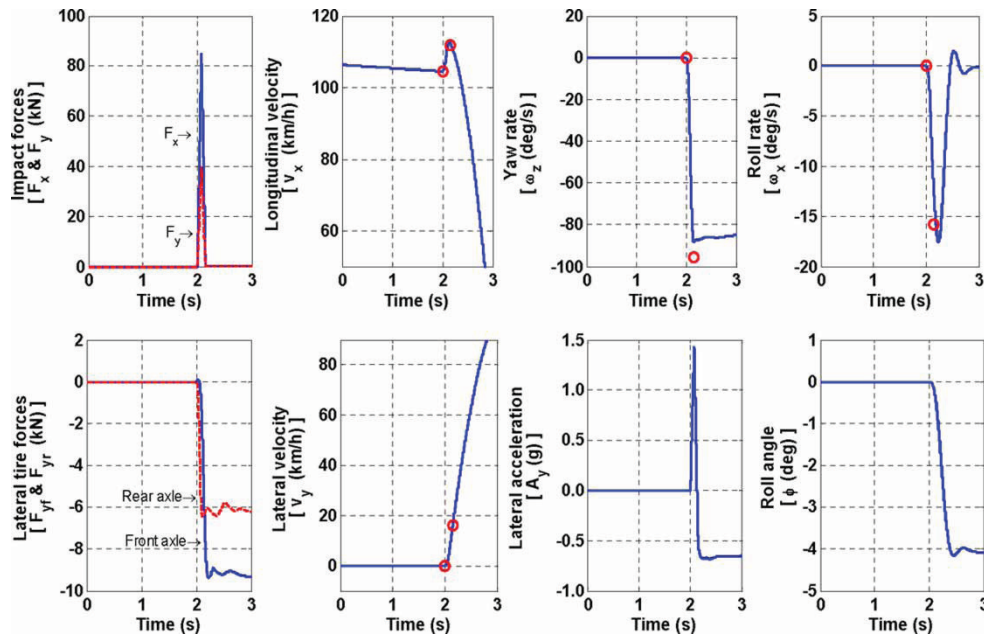 Impact forces
[ F_x & F_y (kN) ]
100
80
60
40
20
0
F_x→
F_y→
0 1 2 3
Time (s)
Longitudinal velocity
[ v_x (km/h) ]
120
100
80
60
0 1 2 3
Time (s)
Yaw rate
[ ω_z (deg/s) ]
20
0
-20
-40
-60
-80
-100
0 1 2 3
Time (s)
Roll rate
[ ω_x (deg/s) ]
5
0
-5
-10
-15
-20
0 1 2 3
Time (s)
Lateral tire forces
[ F_yf & F_yr (kN) ]
2
0
-2
-4
-6
-8
-10
Rear axle→
Front axle→
0 1 2 3
Time (s)
Lateral velocity
[ v_y (km/h) ]
80
60
40
20
0
0 1 2 3
Time (s)
Lateral acceleration
[ A_y (g) ]
1.5
1.0
0.5
0.0
-0.5
-1.0
0 1 2 3
Time (s)
Roll angle
[ ϕ (deg) ]
1
0
-1
-2
-3
-4
-5
0 1 2 3
Time (s)